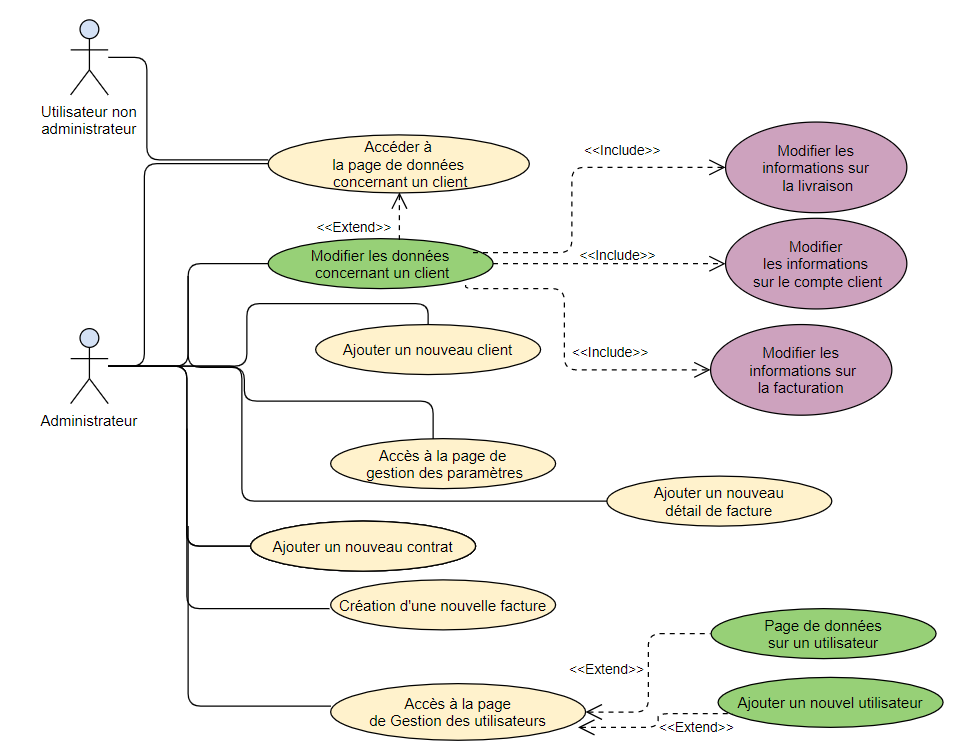 Utilisateur non
administrateur
Accéder à
la page de données
concernant un client
<<Include>>
Modifier les
informations sur
la livraison
<<Extend>>
Modifier les données
concernant un client
<<Include>>
Modifier
les informations
sur le compte client
Ajouter un nouveau client
<<Include>>
Modifier les
informations sur
la facturation
Administrateur
Accès à la page de
gestion des paramètres
Ajouter un nouveau
détail de facture
Ajouter un nouveau contrat
Création d'une nouvelle facture
Page de données
sur un utilisateur
<<Extend>>
Accès à la page
de Gestion des utilisateurs
Ajouter un nouvel utilisateur
<<Extend>>